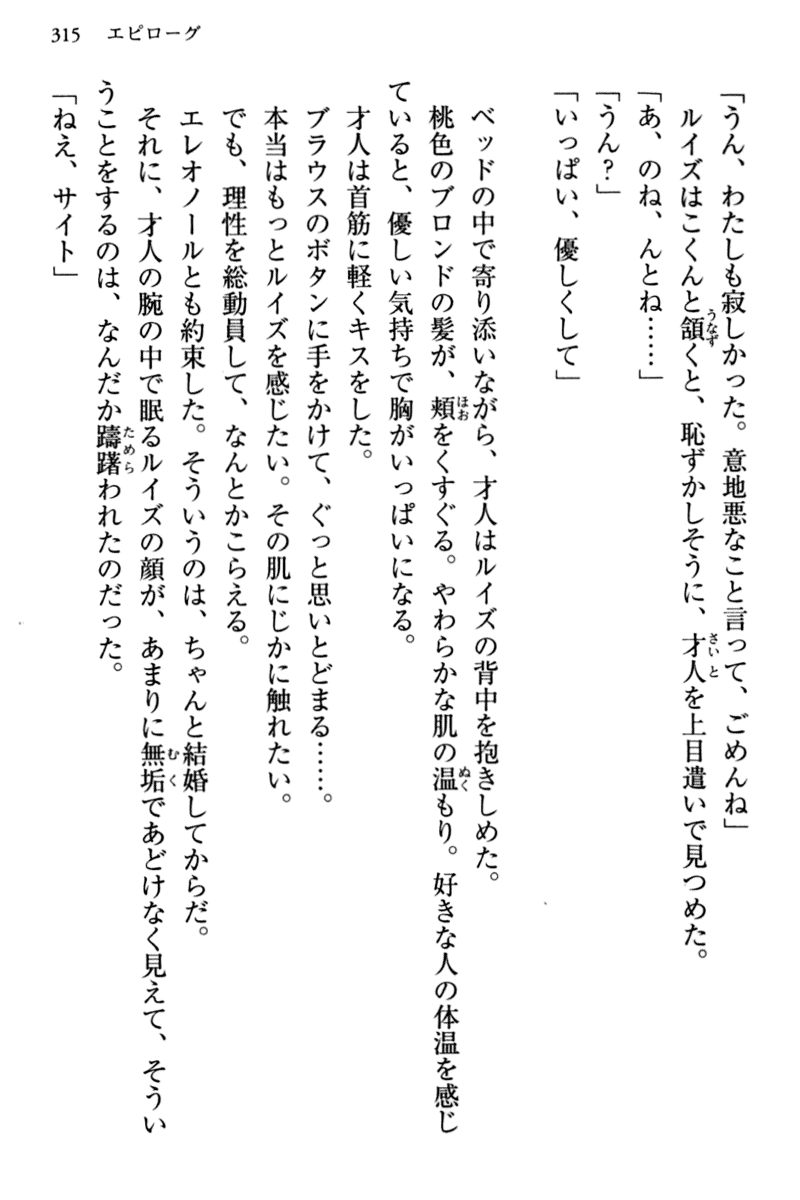 315 エピローグ
「うん、わたしも寂しかった。意地悪なこと言って、ごめんね」
ルイズはこくんと頷くと、恥ずかしそうに、才人を上目遣いで見つめた。
「あ、のね、んとね……」
「うん？」
「いっぱい、優しくして」
ベッドの中で寄り添いながら、才人はルイズの背中を抱きしめた。
桃色のブロンドの髪が、頬をくすぐる。やわらかな肌の温もり。好きな人の体温を感じ
ていると、優しい気持ちで胸がいっぱいになる。
才人は首筋に軽くキスをした。
ブラウスのボタンに手をかけて、ぐっと思いとどまる……。
本当はもっとルイズを感じたい。その肌にじかに触れたい。
でも、理性を総動員して、なんとかこらえる。
エレオノールとも約束した。そういうのは、ちゃんと結婚してからだ。
それに、才人の腕の中で眠るルイズの顔が、あまりに無垢であどけなく見えて、そうい
うことをするのは、なんだか躊躇われたのだった。
「ねえ、サイト」